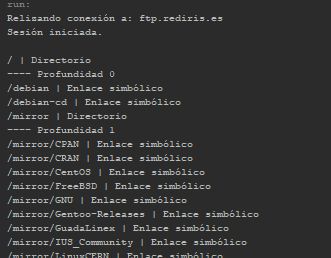 run:
Relizando conexión a: ftp.rediris.es
Sesión iniciada.
/ | Directorio
---- Profundidad 0
/debian | Enlace simbólico
/debian-cd | Enlace simbólico
/mirror | Directorio
---- Profundidad 1
/mirror/CPAN | Enlace simbólico
/mirror/CRAN | Enlace simbólico
/mirror/CentOS | Enlace simbólico
/mirror/FreeBSD | Enlace simbólico
/mirror/GNU | Enlace simbólico
/mirror/Gentoo-Releases | Enlace simbólico
/mirror/GuadaLinex | Enlace simbólico
/mirror/IUS_Community | Enlace simbólico
/mirror/LinuxCERN | Enlace simbólico